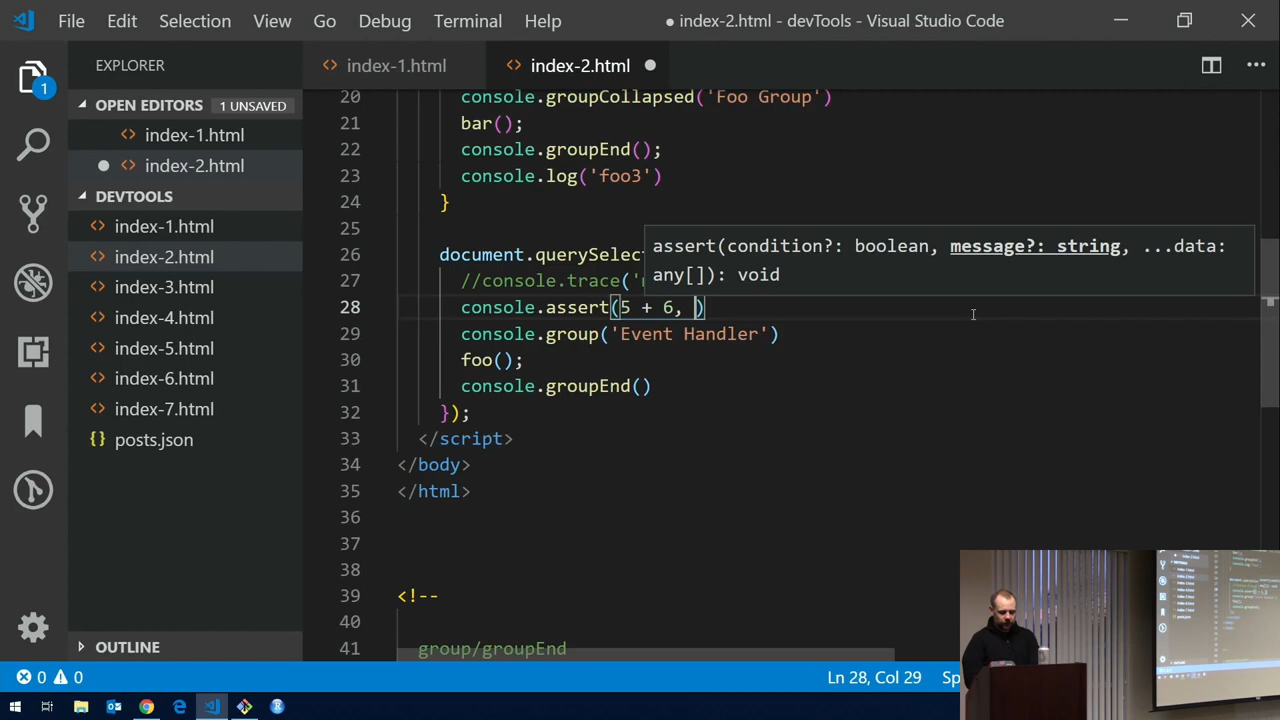 File Edit Selection View Go Debug Terminal Help
● index-2.html - devTools - Visual Studio Code
EXPLORER
OPEN EDITORS 1 UNSAVED
index-1.html
index-2.html
DEVTOOLS
index-1.html
index-2.html
index-3.html
index-4.html
index-5.html
index-6.html
index-7.html
posts.json
OUTLINE
1
index-1.html index-2.html
20 console.groupCollapsed('Foo Group')
21 bar();
22 console.groupEnd();
23 console.log('foo3')
24 }
25
26 document.querySelect
27 //console.trace('
28 console.assert(5 + 6, )
29 console.group('Event Handler')
30 foo();
31 console.groupEnd()
32 });
33 </script>
34 </body>
35 </html>
36
37
38
39 <!--
40
41 group/groupEnd
assert(condition?: boolean, message?: string, ...data:
any[]): void
0 0 Ln 28, Col 29 Sp